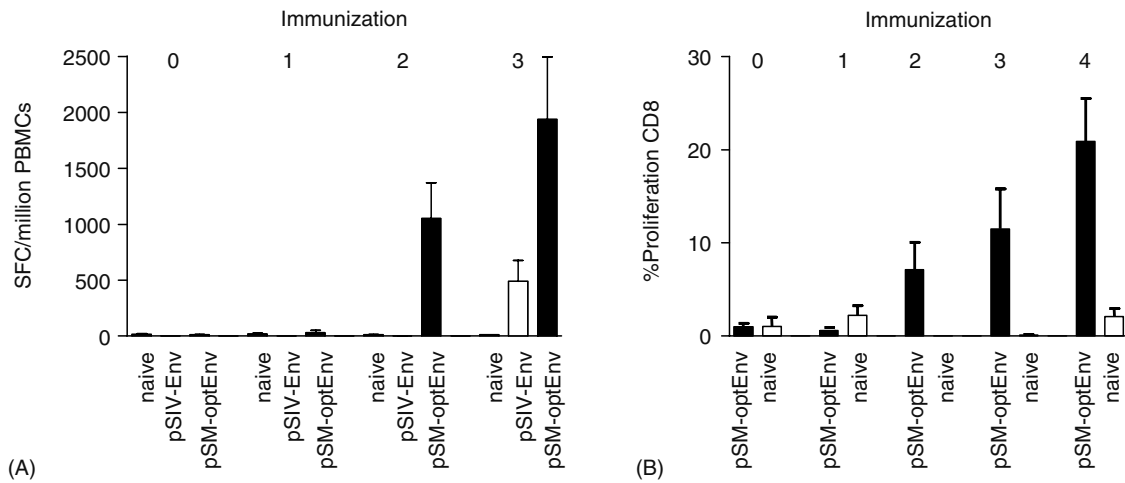 Immunization
0 1 2 3
SFC/million PBMCs
2500
2000
1500
1000
500
0
naive
pSIV-Env
pSM-optEnv
naive
pSIV-Env
pSM-optEnv
naive
pSIV-Env
pSM-optEnv
naive
pSIV-Env
pSM-optEnv
(A)
Immunization
0 1 2 3 4
%Proliferation CD8
30
20
10
0
pSM-optEnv
naive
pSM-optEnv
naive
pSM-optEnv
naive
pSM-optEnv
naive
pSM-optEnv
naive
(B)